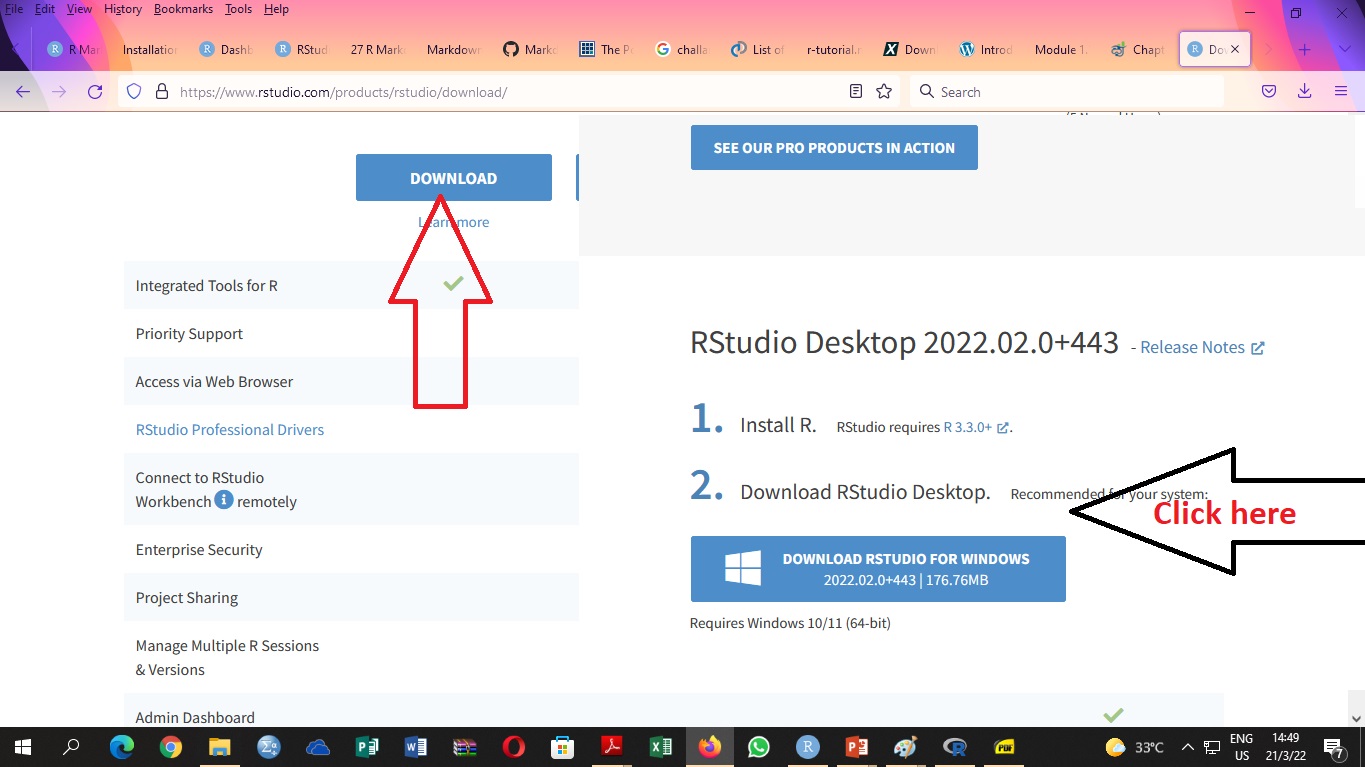 File Edit View History Bookmarks Tools Help
R Mar Installation Dashb RStud 27 R Mark Markdown Mark The P challa List of r-tutorial.r Down Introd Module 1. Chapt Do
https://www.rstudio.com/products/rstudio/download/
Search
SEE OUR PRO PRODUCTS IN ACTION
DOWNLOAD
Learn more
Integrated Tools for R
Priority Support
Access via Web Browser
RStudio Professional Drivers
Connect to RStudio
Workbench remotely
Enterprise Security
Project Sharing
Manage Multiple R Sessions
& Versions
Admin Dashboard
RStudio Desktop 2022.02.0+443 - Release Notes
1. Install R. RStudio requires R 3.3.0+.
2. Download RStudio Desktop. Recommended for your system:
Click here
DOWNLOAD RSTUDIO FOR WINDOWS
2022.02.0+443 | 176.76MB
Requires Windows 10/11 (64-bit)
33°C
ENG
US
14:49
21/3/22
7